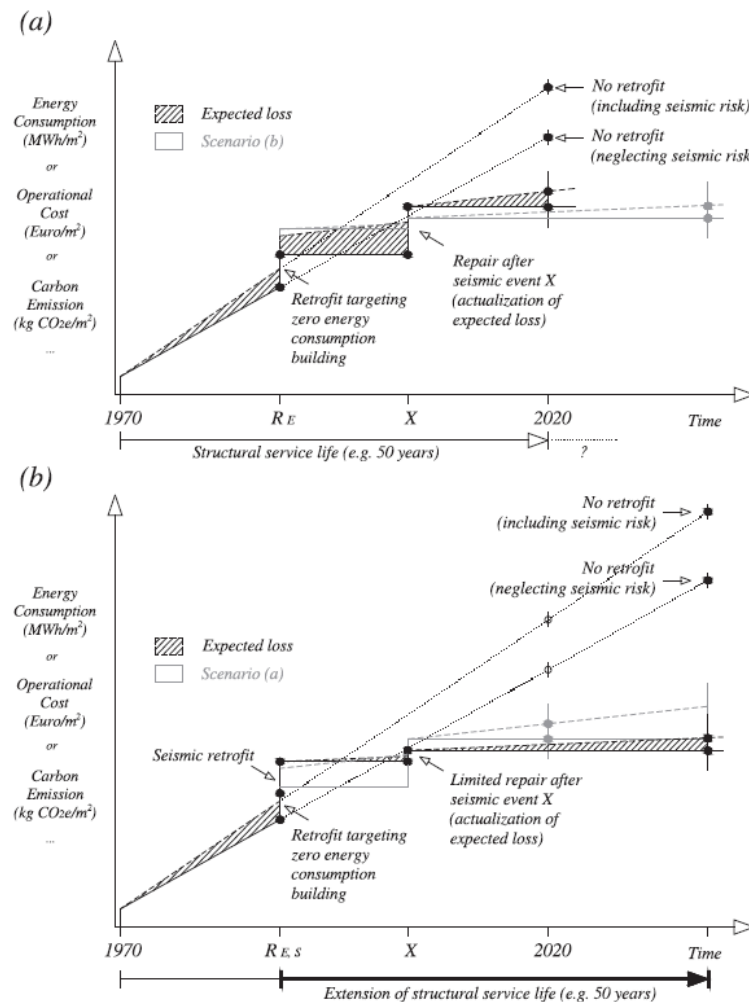 (a)
Energy
Consumption
(MWh/m²)
or
Operational
Cost
(Euro/m²)
or
Carbon
Emission
(kg CO2e/m²)
...
Expected loss
Scenario (b)
No retrofit
(including seismic risk)
No retrofit
(neglecting seismic risk)
Repair after
seismic event X
(actualization of
expected loss)
Retrofit targeting
zero energy
consumption
building
1970
R E
X
2020
Time
Structural service life (e.g. 50 years)
?
(b)
Energy
Consumption
(MWh/m²)
or
Operational
Cost
(Euro/m²)
or
Carbon
Emission
(kg CO2e/m²)
...
Expected loss
Scenario (a)
No retrofit
(including seismic risk)
No retrofit
(neglecting seismic risk)
Seismic retrofit
Limited repair after
seismic event X
(actualization of
expected loss)
Retrofit targeting
zero energy
consumption
building
1970
R E, S
X
2020
Time
Extension of structural service life (e.g. 50 years)